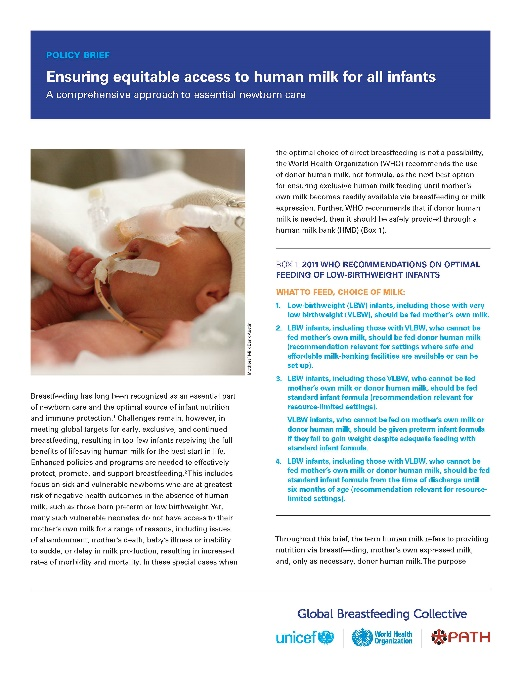 POLICY BRIEF
Ensuring equitable access to human milk for all infants
A comprehensive approach to essential newborn care
Breastfeeding has long been recognized as an essential part
of newborn care and the optimal source of infant nutrition
and immune protection.¹ Challenges remain, however, in
meeting global targets for early, exclusive, and continued
breastfeeding, resulting in too few infants receiving the full
benefits of lifesaving human milk for the best start in life.
Enhanced policies and programs are needed to effectively
protect, promote, and support breastfeeding.² This includes
focus on sick and vulnerable newborns who are at greatest
risk of negative health outcomes in the absence of human
milk, such as those born preterm or low birthweight. Yet,
many such vulnerable neonates do not have access to their
mother's own milk for a range of reasons, including issues
of abandonment, mother's death, baby's illness or inability
to suckle, or delay in milk production, resulting in increased
rates of morbidity and mortality. In these special cases when
the optimal choice of direct breastfeeding is not a possibility,
the World Health Organization (WHO) recommends the use
of donor human milk, not formula, as the next best option
for ensuring exclusive human milk feeding until mother's
own milk becomes readily available via breastfeeding or milk
expression. Further, WHO recommends that if donor human
milk is needed, then it should be safely provided through a
human milk bank (HMB) (Box 1).
BOX 1. 2011 WHO RECOMMENDATIONS ON OPTIMAL
FEEDING OF LOW-BIRTHWEIGHT INFANTS
WHAT TO FEED, CHOICE OF MILK:
1. Low birthweight (LBW) infants, including those with very
low birthweight (VLBW), should be fed mother's own milk.
2. LBW infants, including those with VLBW, who cannot be
fed mother's own milk, should be fed donor human milk
(recommendation relevant for settings where safe and
affordable milk-banking facilities are available or can be
set up).
3. LBW infants, including those VLBW, who cannot be fed
mother's own milk or donor human milk, should be fed
standard infant formula (recommendation relevant for
resource-limited settings).
VLBW infants, who cannot be fed on mother's own milk or
donor human milk, should be given preterm infant formula
if they fail to gain weight despite adequate feeding with
standard infant formula.
4. LBW infants, including those with VLBW, who cannot be
fed mother's own milk or donor human milk, should be fed
standard infant formula from the time of discharge until
six months of age (recommendation relevant for resource-
limited settings).
Throughout this brief, the term human milk refers to providing
nutrition via breastfeeding, mother's own expressed milk,
and, only as necessary, donor human milk. The purpose
Global Breastfeeding Collective
unicef
World Health
Organization
PATH